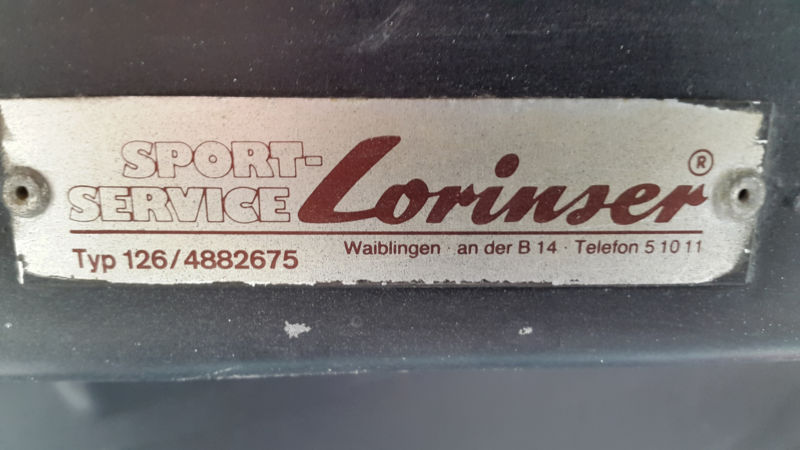 SPORT-
SERVICE Lorinser ®
Typ 126/4882675
Waiblingen · an der B 14 · Telefon 5 10 11